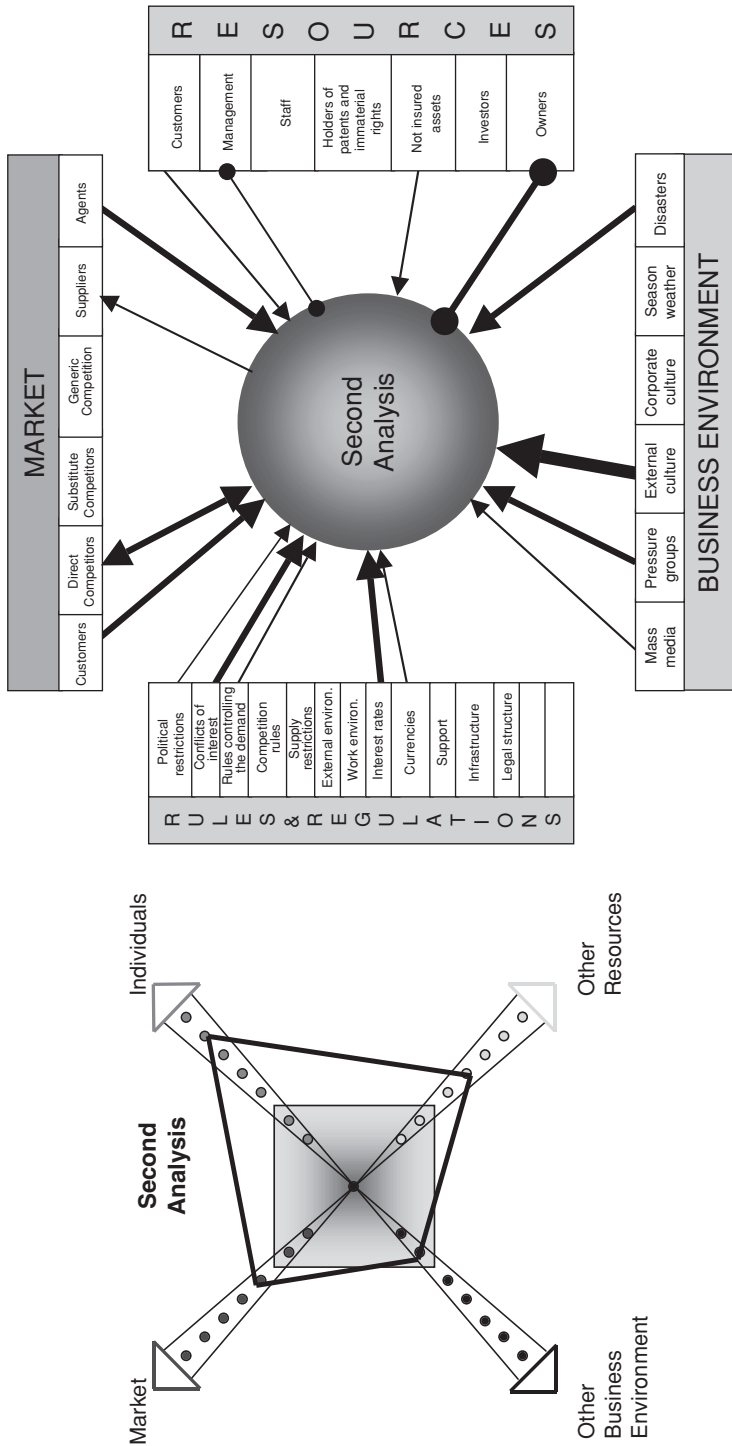 Second
Analysis
Market
Individuals
Other
Business
Environment
Other
Resources
MARKET
Customers
Direct
Competitors
Substitute
Competitors
Generic
Competition
Suppliers
Agents
RULES & REGULATIONS
Political
restrictions
Conflicts of
interest
Rules controlling
the demand
Competition
rules
Supply
restrictions
External environ.
Work environ.
Interest rates
Currencies
Support
Infrastructure
Legal structure
Second
Analysis
Customers
Management
Staff
Holders of
patents and
immaterial
rights
Not insured
assets
Investors
Owners
RESOURCES
Mass
media
Pressure
groups
External
culture
Corporate
culture
Season
weather
Disasters
BUSINESS ENVIRONMENT